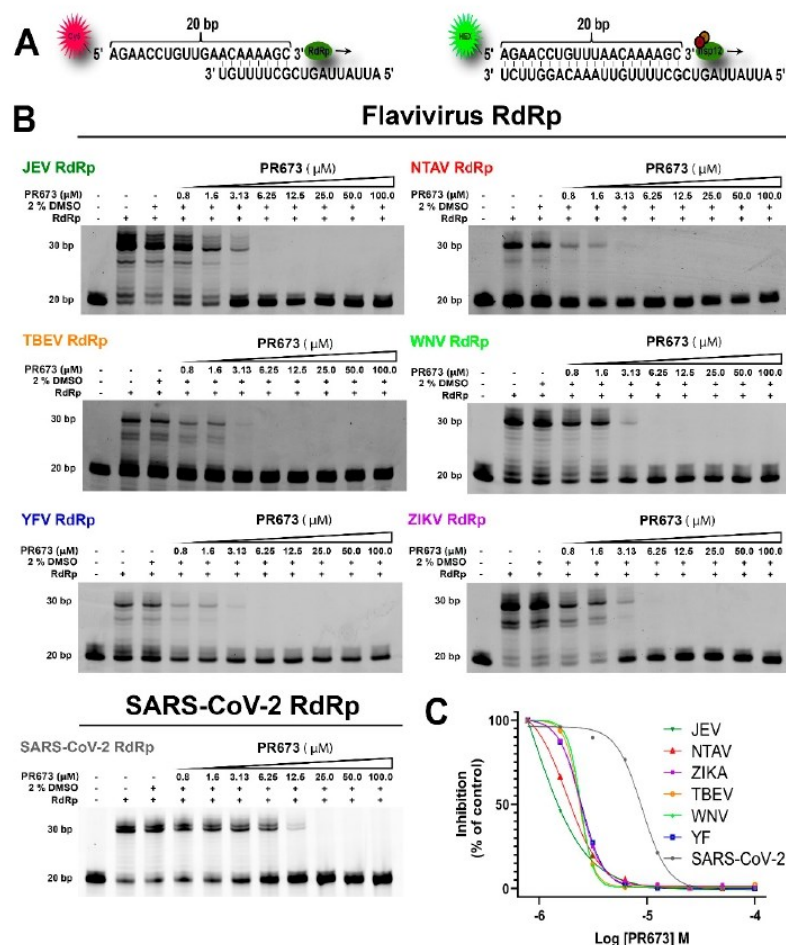 A
20 bp
5' AGAACCUGUUGAACAAAAGC 3' RdRp
3' UGUUUUCGCUGAUUAUUA 5'
20 bp
HEX
5' AGAACCUGUUUAACAAAAGC 3' nsp12
3' UCUUGGACAAAUUGUUUUCGCUGAUUAUUA 5'
B
Flavivirus RdRp
JEV RdRp
PR673 (μM)
PR673 (μM) - - - 0.8 1.6 3.13 6.25 12.5 25.0 50.0 100.0
2 % DMSO - - + + + + + + + + +
RdRp - + + + + + + + + + +
30 bp
20 bp
NTAV RdRp
PR673 (μM)
PR673 (μM) - - - 0.8 1.6 3.13 6.25 12.5 25.0 50.0 100.0
2 % DMSO - - + + + + + + + + +
RdRp - + + + + + + + + + +
30 bp
20 bp
TBEV RdRp
PR673 (μM)
PR673 (μM) - - - 0.8 1.6 3.13 6.25 12.5 25.0 50.0 100.0
2 % DMSO - - + + + + + + + + +
RdRp - + + + + + + + + + +
30 bp
20 bp
WNV RdRp
PR673 (μM)
PR673 (μM) - - - 0.8 1.6 3.13 6.25 12.5 25.0 50.0 100.0
2 % DMSO - - + + + + + + + + +
RdRp - + + + + + + + + + +
30 bp
20 bp
YFV RdRp
PR673 (μM)
PR673 (μM) - - - 0.8 1.6 3.13 6.25 12.5 25.0 50.0 100.0
2 % DMSO - - + + + + + + + + +
RdRp - + + + + + + + + + +
30 bp
20 bp
ZIKV RdRp
PR673 (μM)
PR673 (μM) - - - 0.8 1.6 3.13 6.25 12.5 25.0 50.0 100.0
2 % DMSO - - + + + + + + + + +
RdRp - + + + + + + + + + +
30 bp
20 bp
SARS-CoV-2 RdRp
SARS-CoV-2 RdRp
PR673 (μM)
PR673 (μM) - - - 0.8 1.6 3.13 6.25 12.5 25.0 50.0 100.0
2 % DMSO - - + + + + + + + + +
RdRp - + + + + + + + + + +
30 bp
20 bp
C
Inhibition
(% of control)
100
50
0
-6 -5 -4
Log [PR673] M
JEV
NTAV
ZIKA
TBEV
WNV
YF
SARS-CoV-2